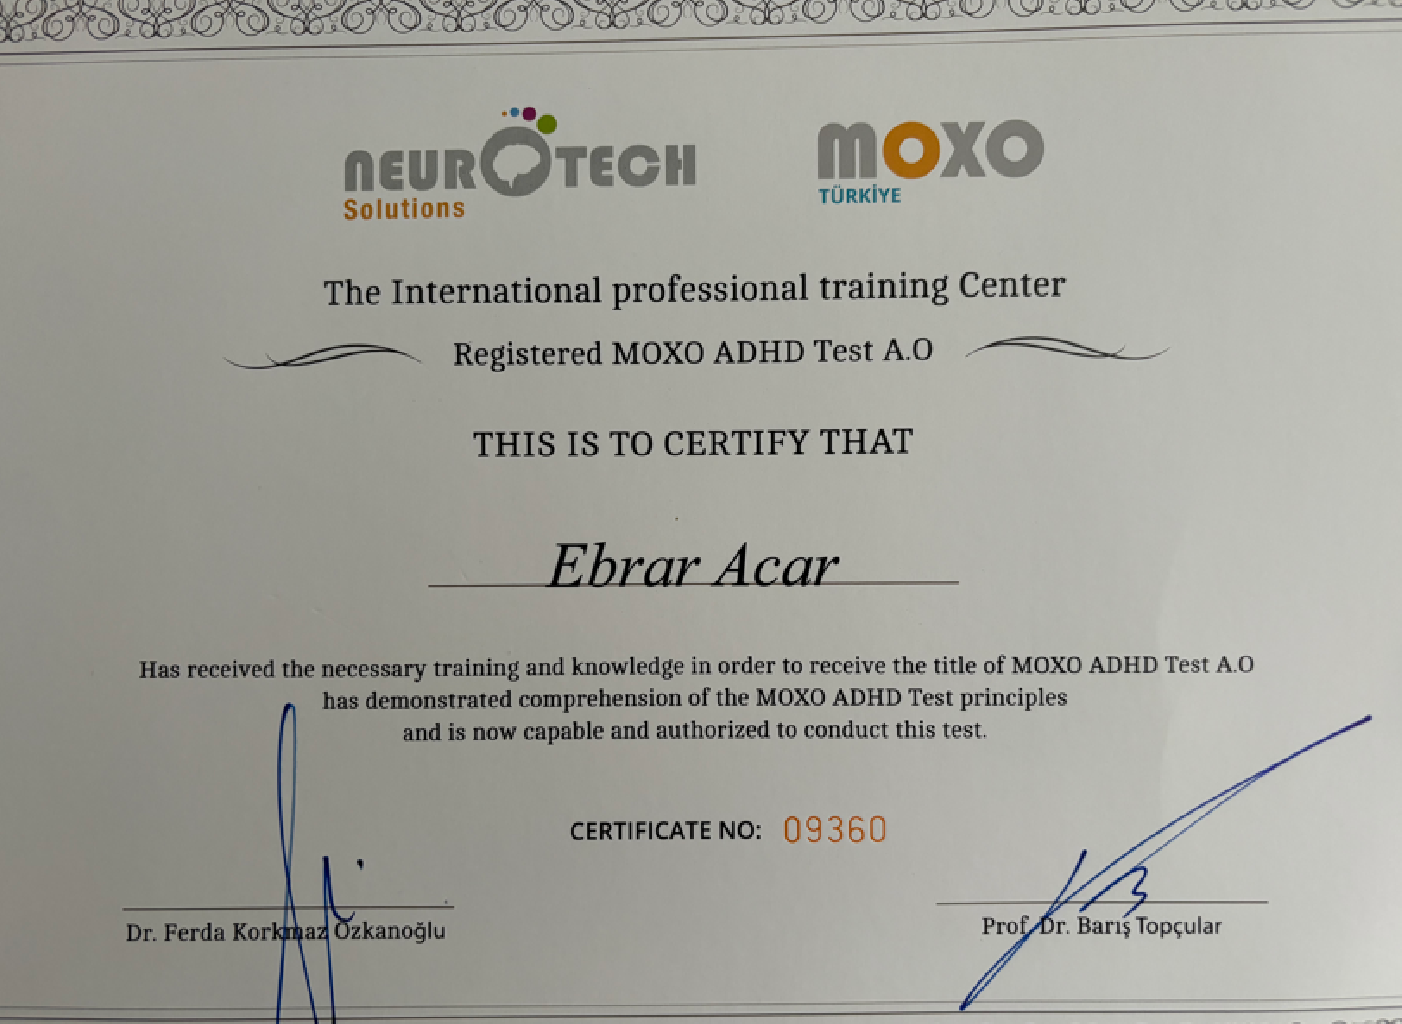 NEUROTECH
Solutions
MOXO
TÜRKİYE
The International professional training Center
Registered MOXO ADHD Test A.O
THIS IS TO CERTIFY THAT
Ebrar Acar
Has received the necessary training and knowledge in order to receive the title of MOXO ADHD Test A.O
has demonstrated comprehension of the MOXO ADHD Test principles
and is now capable and authorized to conduct this test.
CERTIFICATE NO: 09360
Dr. Ferda Korkmaz Özkanoğlu
Prof. Dr. Barış Topçular